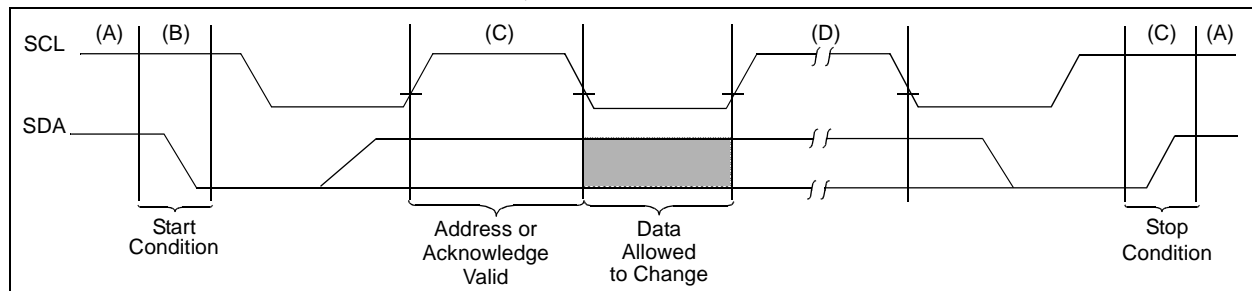 (A) (B) (C) (D) (C) (A)
SCL
SDA
Start
Condition
Address or
Acknowledge
Valid
Data
Allowed
to Change
Stop
Condition